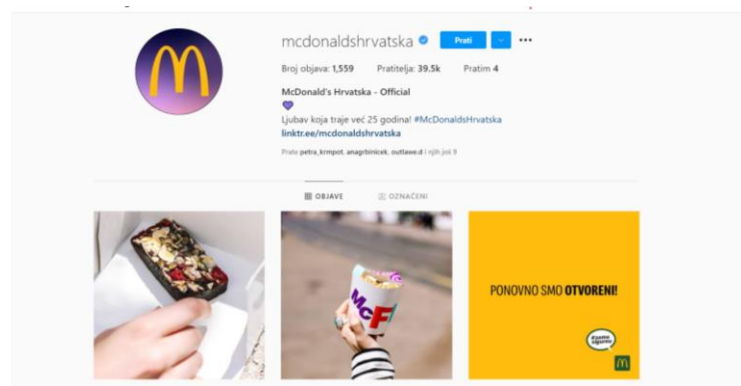 mcdonaldshrvatska Prati
Broj objava: 1,559 Pratitelja: 39.5k Pratim 4
McDonald's Hrvatska - Official
Ljubav koja traje već 25 godina! #McDonaldsHrvatska
linktr.ee/mcdonaldshrvatska
Prate petra_krmpot, anagrbinicek, outlawe.d i njih još 9
OBJAVE OZNAČENI
McF
PONOVNO SMO OTVORENI!